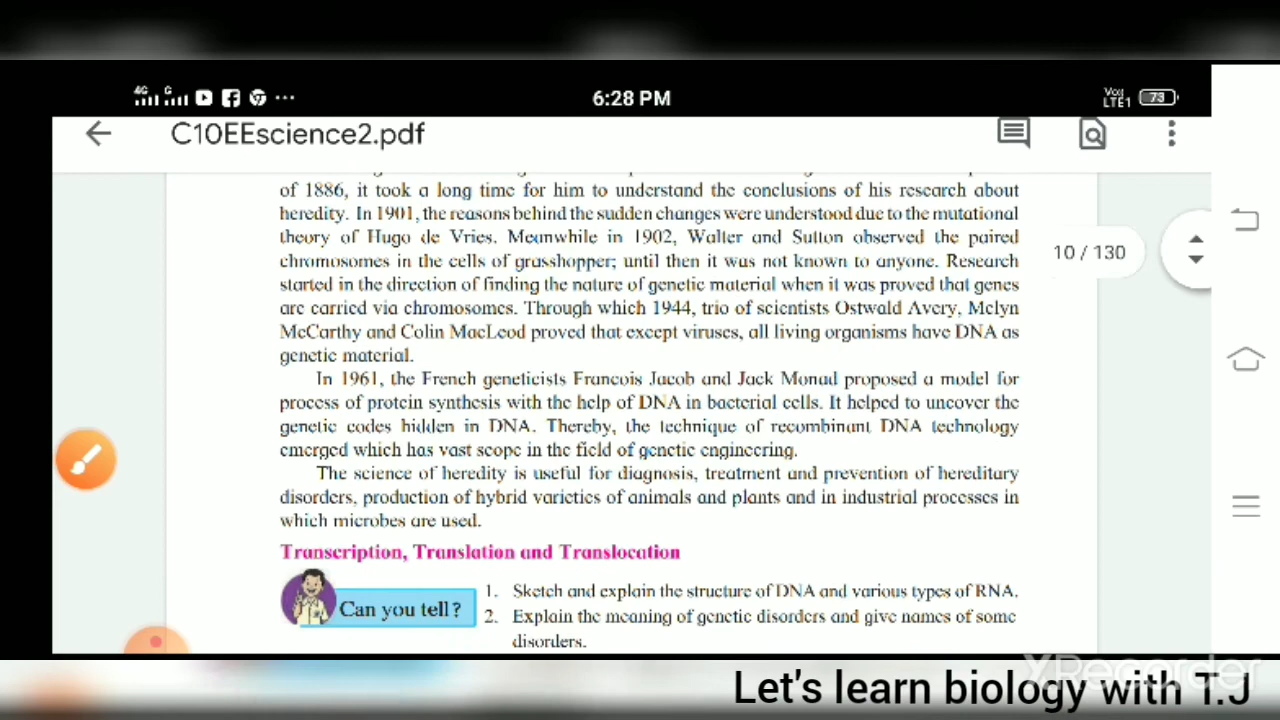 4G G ... 6:28 PM Vo) LTE1 73
C10EEscience2.pdf
of 1886, it took a long time for him to understand the conclusions of his research about
heredity. In 1901, the reasons behind the sudden changes were understood due to the mutational
theory of Hugo de Vries. Meanwhile in 1902, Walter and Sutton observed the paired
chromosomes in the cells of grasshopper; until then it was not known to anyone. Research
started in the direction of finding the nature of genetic material when it was proved that genes
are carried via chromosomes. Through which 1944, trio of scientists Ostwald Avery, Mclyn
McCarthy and Colin MacLeod proved that except viruses, all living organisms have DNA as
genetic material.
In 1961, the French geneticists Francois Jacob and Jack Monad proposed a model for
process of protein synthesis with the help of DNA in bacterial cells. It helped to uncover the
genetic codes hidden in DNA. Thereby, the technique of recombinant DNA technology
emerged which has vast scope in the field of genetic engineering.
The science of heredity is useful for diagnosis, treatment and prevention of hereditary
disorders, production of hybrid varieties of animals and plants and in industrial processes in
which microbes are used.
10 / 130
Transcription, Translation and Translocation
Can you tell?
1. Sketch and explain the structure of DNA and various types of RNA.
2. Explain the meaning of genetic disorders and give names of some
disorders.
XRecorder
Let's learn biology with T.J